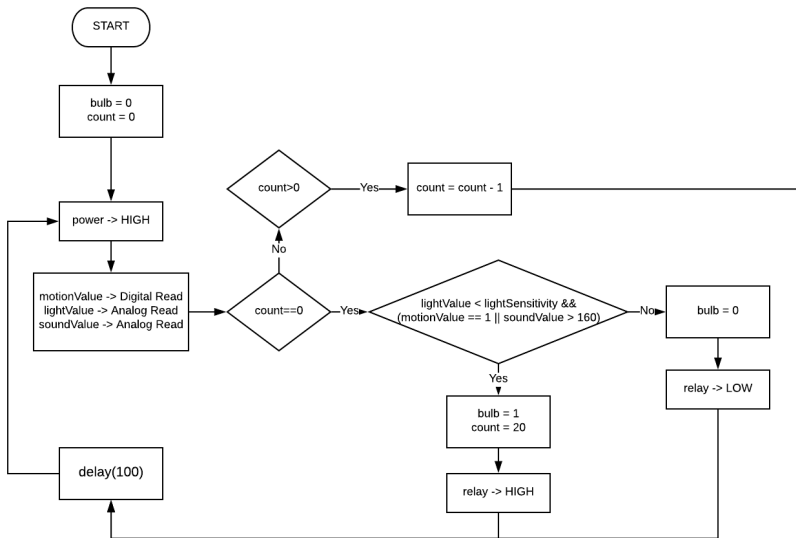 START
bulb = 0
count = 0
power -> HIGH
motionValue -> Digital Read
lightValue -> Analog Read
soundValue -> Analog Read
count==0
No
count>0
Yes
count = count - 1
Yes
lightValue < lightSensitivity &&
(motionValue == 1 || soundValue > 160)
No
bulb = 0
relay -> LOW
Yes
bulb = 1
count = 20
relay -> HIGH
delay(100)